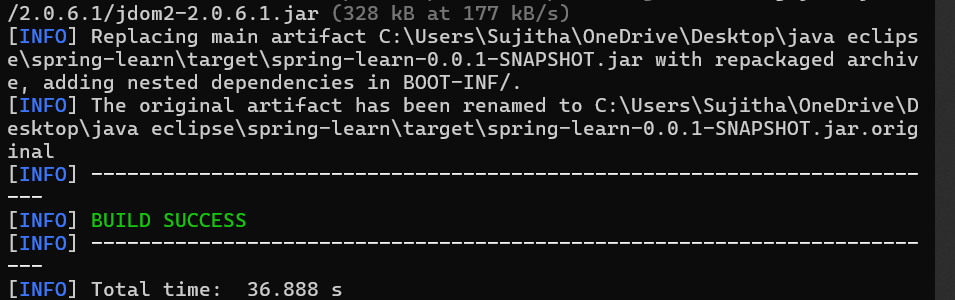 /2.0.6.1/jdom2-2.0.6.1.jar (328 kB at 177 kB/s)
[INFO] Replacing main artifact C:\Users\Sujitha\OneDrive\Desktop\java eclips
e\spring-learn\target\spring-learn-0.0.1-SNAPSHOT.jar with repackaged archiv
e, adding nested dependencies in BOOT-INF/.
[INFO] The original artifact has been renamed to C:\Users\Sujitha\OneDrive\D
esktop\java eclipse\spring-learn\target\spring-learn-0.0.1-SNAPSHOT.jar.orig
inal
[INFO] ---------------------------------------------------------------------
---
[INFO] BUILD SUCCESS
[INFO] ---------------------------------------------------------------------
---
[INFO] Total time:  36.888 s